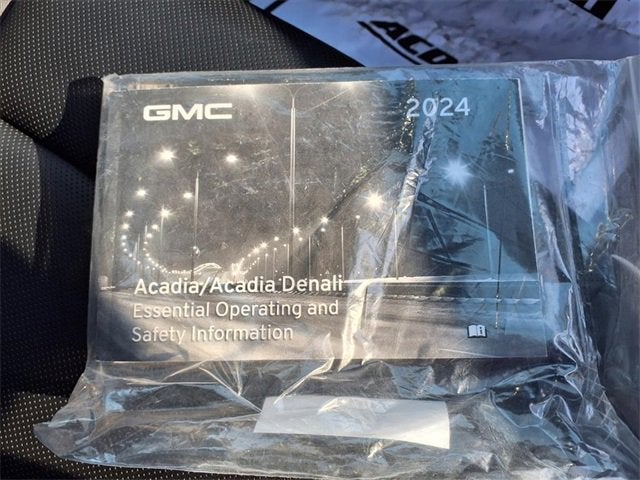 GMC 2024
Acadia/Acadia Denali
Essential Operating and
Safety Information